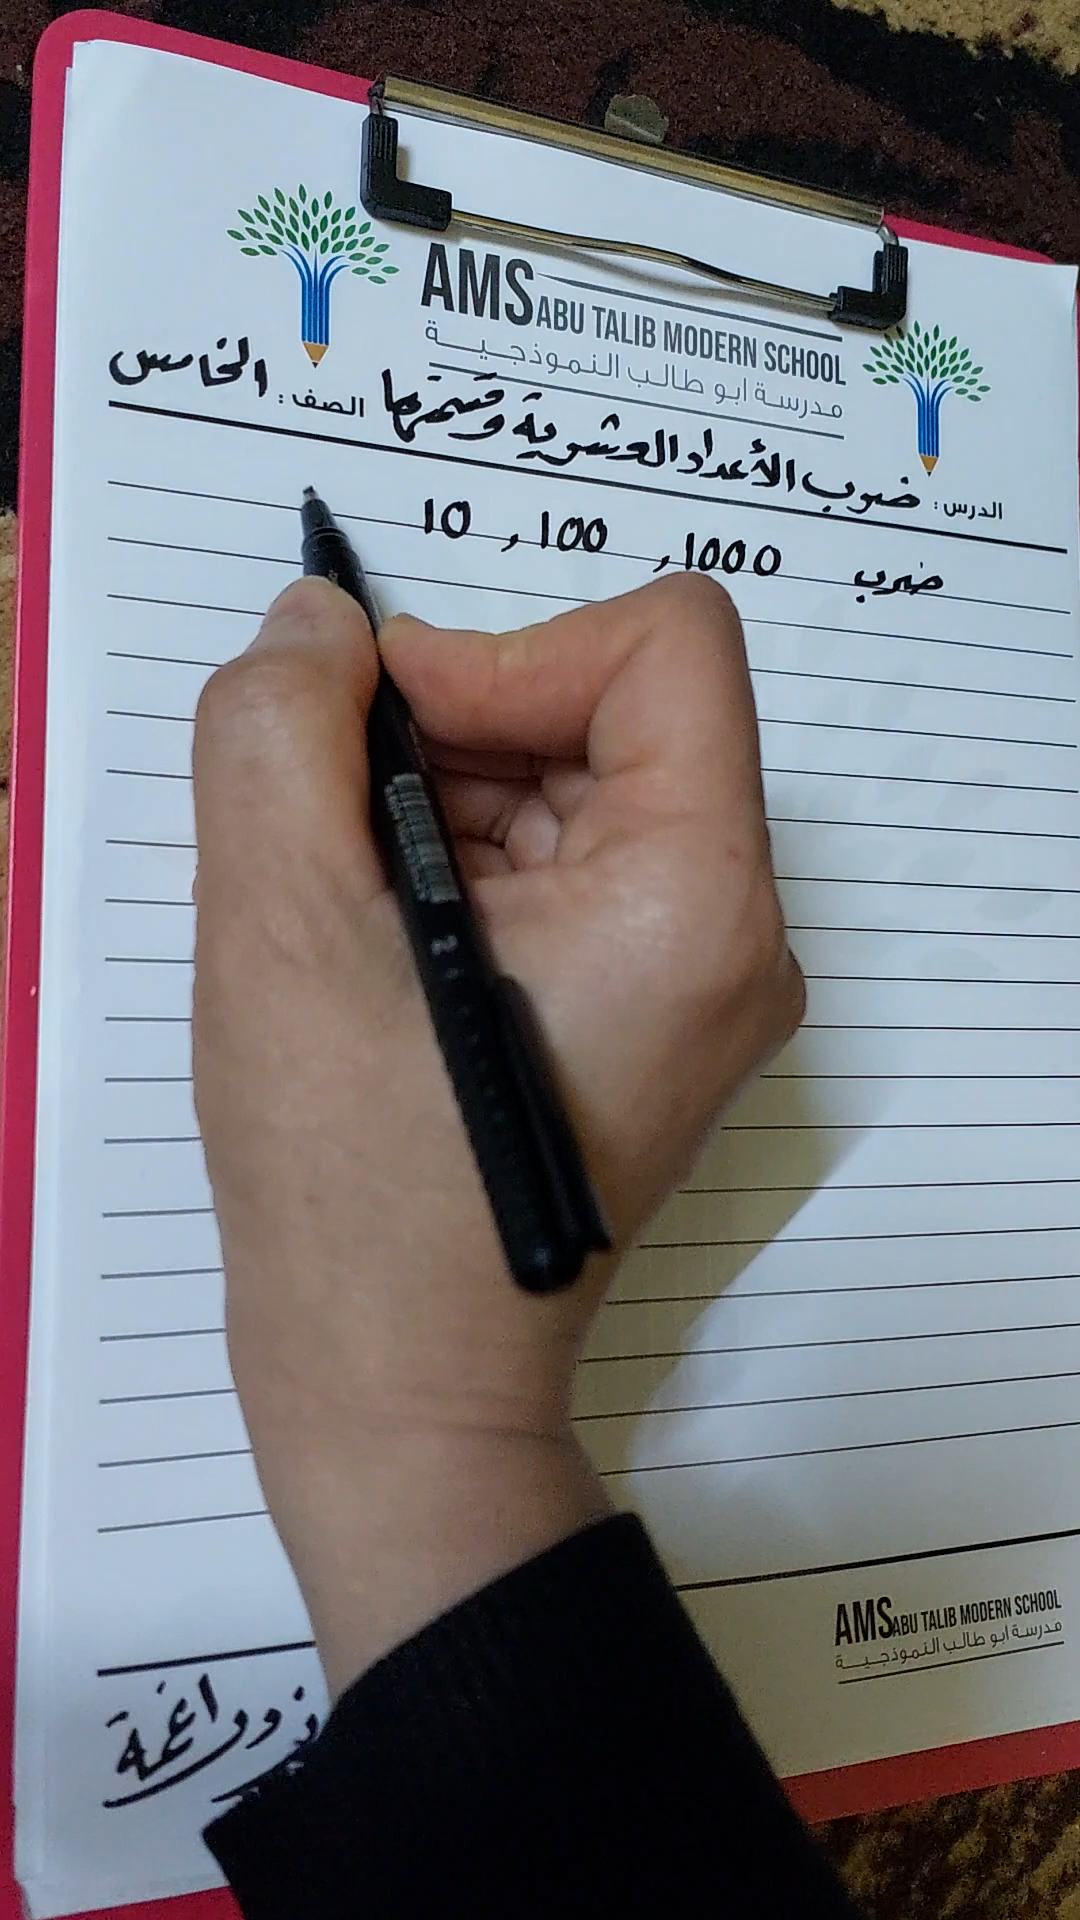 AMS ABU TALIB MODERN SCHOOL
مدرسة ابو طالب النموذجية
الدرس: ضرب الأعداد العشرية وقسمتها الصف: الخامس
ضرب 1000 , 100 , 10
AMS ABU TALIB MODERN SCHOOL
مدرسة ابو طالب النموذجية